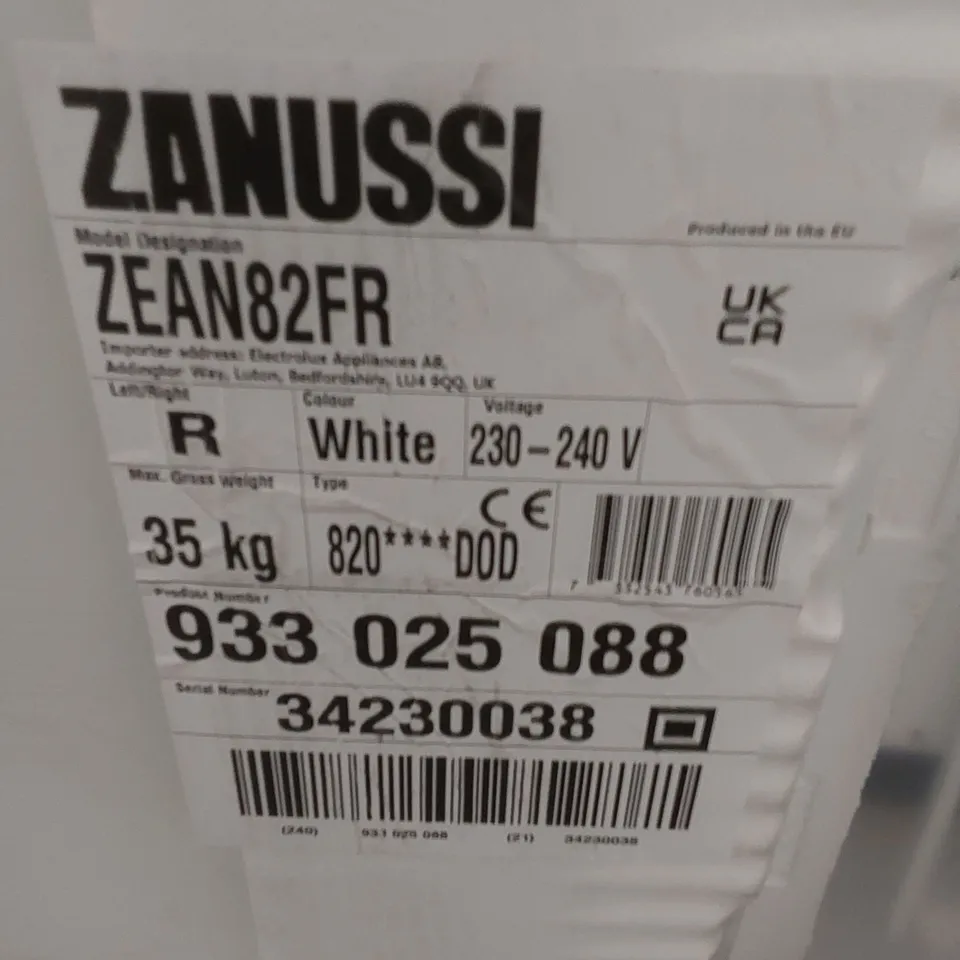 ZANUSSI
Produced in the EU
Model Designation
ZEAN82FR
UK
CA
Importer address: Electrolux Appliances AB,
Addington Way, Luton, Bedfordshire, LU4 9QQ, UK
Left/Right
Colour
Voltage
R
White
230-240 V
Max. Gross Weight
Type
CE
35 kg
820****DOD
7
Product Number
933 025 088
Serial Number
34230038
(240) 933 025 088 (21) 34230038